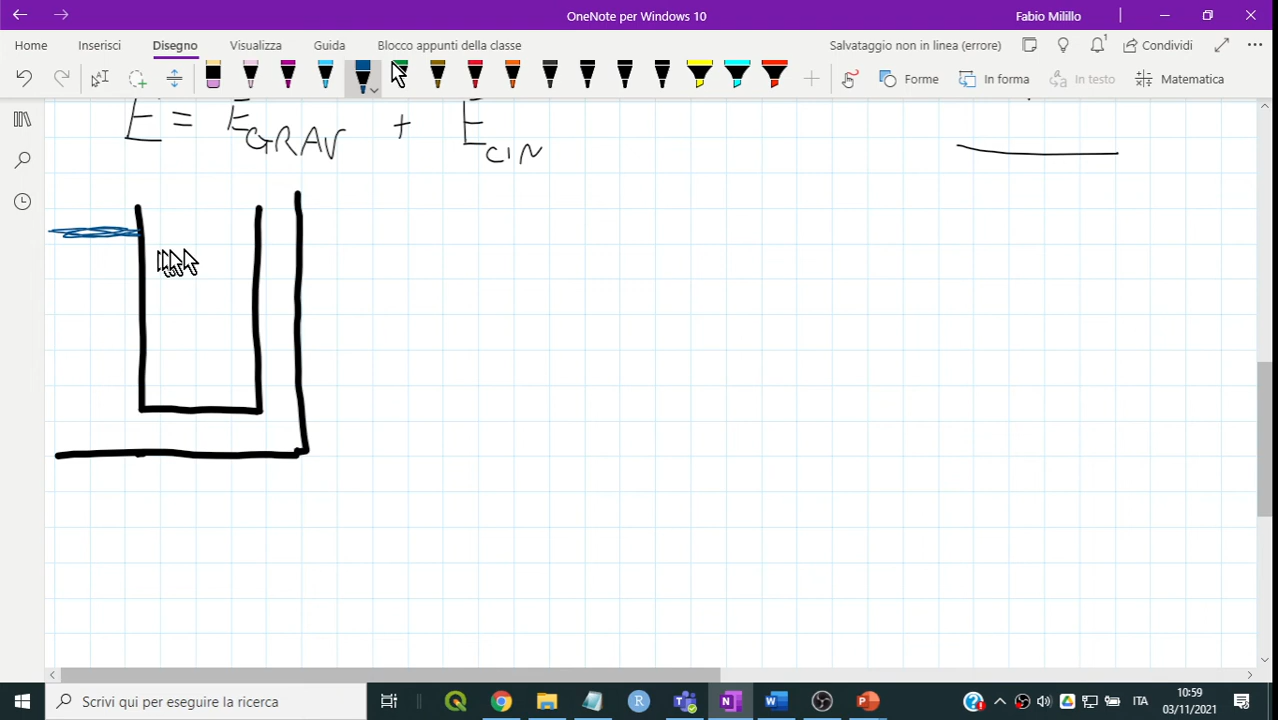 OneNote per Windows 10
Fabio Milillo
Home Inserisci Disegno Visualizza Guida Blocco appunti della classe
Salvataggio non in linea (errore)
Condividi
Forme
In forma
In testo
Matematica
E = E GRAV + E CIN
Scrivi qui per eseguire la ricerca
ITA
10:59
03/11/2021